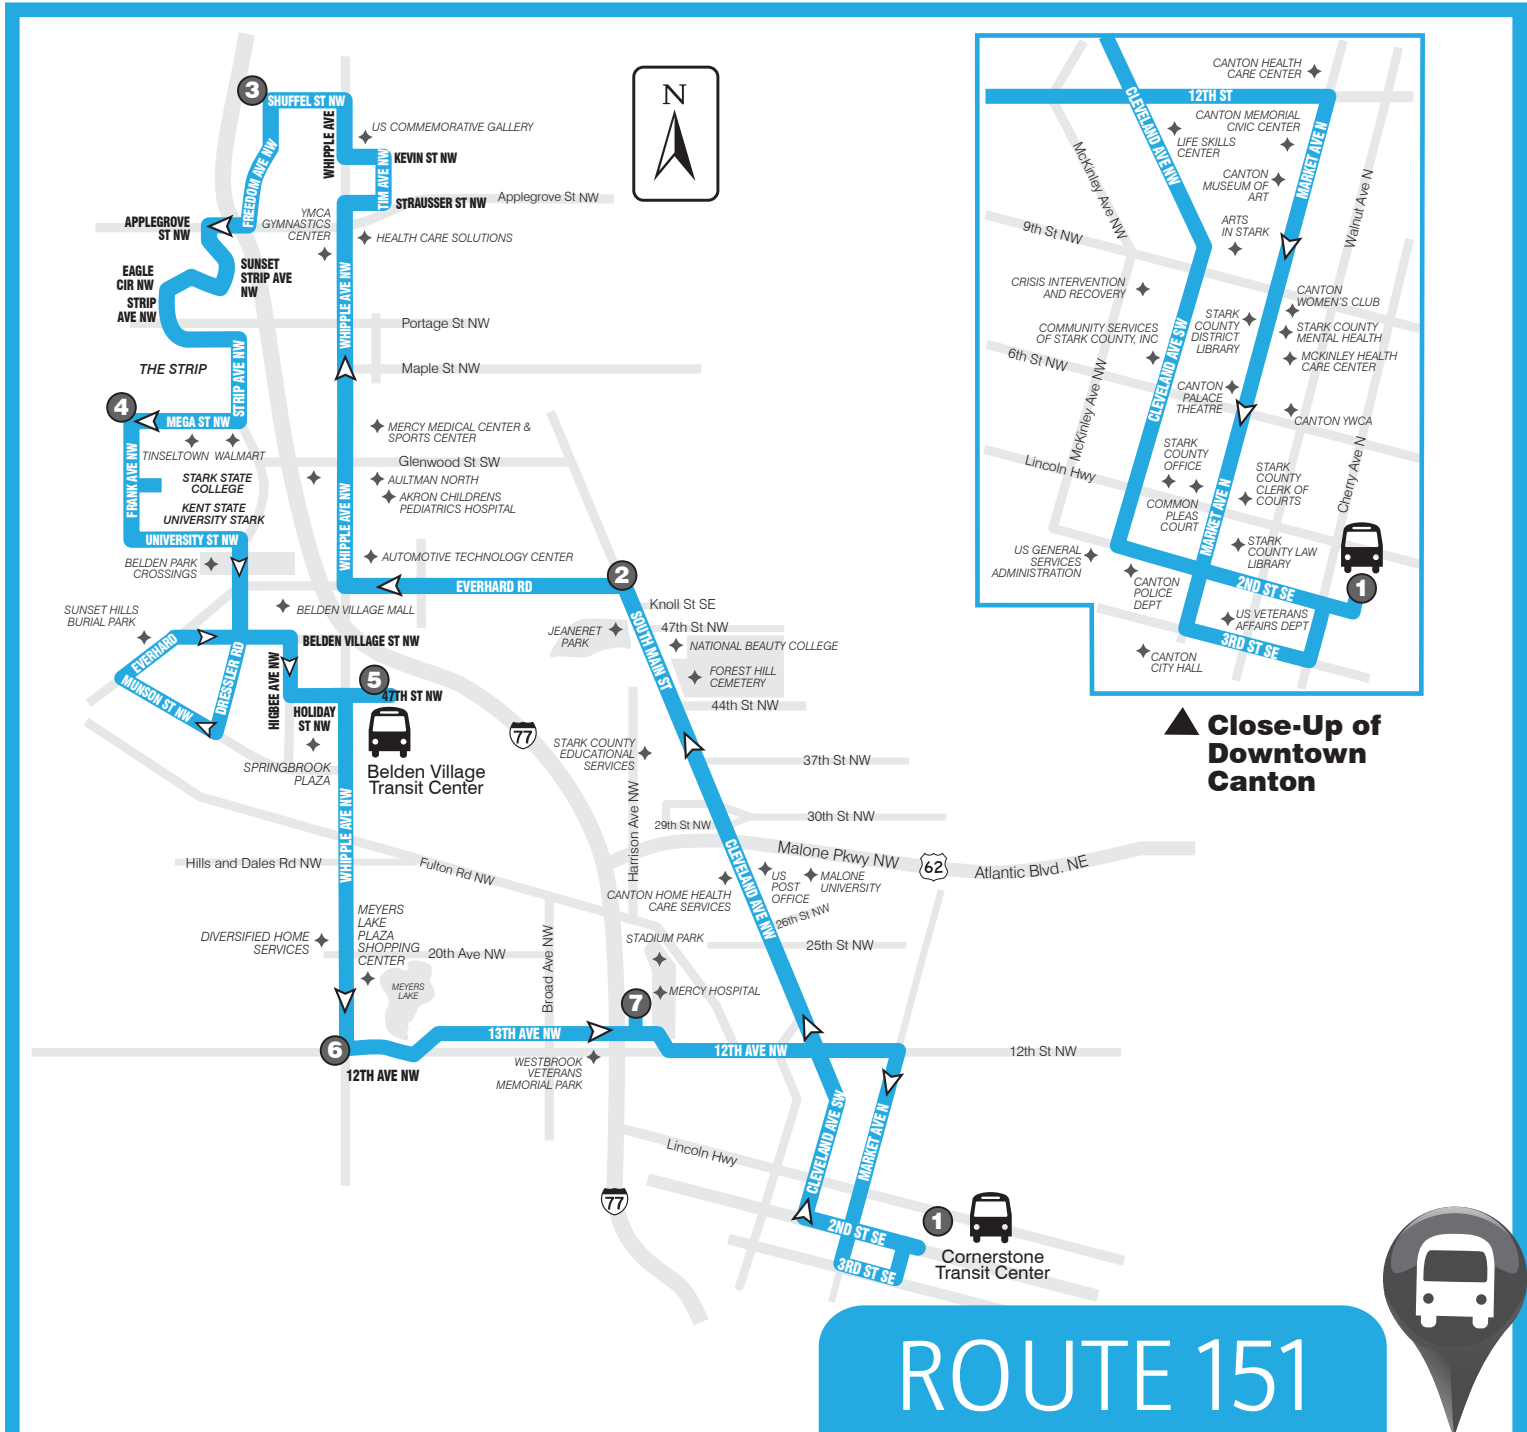 3
SHUFFEL ST NW
WHIPPLE AVE
US COMMEMORATIVE GALLERY
KEVIN ST NW
TIM AVE NW
STRAUSSER ST NW
Applegrove St NW
FREEDOM AVE NW
APPLEGROVE
ST NW
YMCA
GYMNASTICS
CENTER
HEALTH CARE SOLUTIONS
EAGLE
CIR NW
SUNSET
STRIP AVE
NW
STRIP
AVE NW
WHIPPLE AVE NW
Portage St NW
THE STRIP
STRIP AVE NW
Maple St NW
4
MEGA ST NW
TINSELTOWN
WALMART
MERCY MEDICAL CENTER &
SPORTS CENTER
Glenwood St SW
FRANK AVE NW
STARK STATE
COLLEGE
AULTMAN NORTH
AKRON CHILDRENS
PEDIATRICS HOSPITAL
KENT STATE
UNIVERSITY STARK
WHIPPLE AVE NW
UNIVERSITY ST NW
BELDEN PARK
CROSSINGS
AUTOMOTIVE TECHNOLOGY CENTER
EVERHARD RD
2
SUNSET HILLS
BURIAL PARK
BELDEN VILLAGE MALL
Knoll St SE
47th St NW
JEANERET
PARK
NATIONAL BEAUTY COLLEGE
SOUTH MAIN ST
FOREST HILL
CEMETERY
44th St NW
EVERHARD
BELDEN VILLAGE ST NW
DRESSLER RD
MUNSON ST NW
HIGBEE AVE NW
5
47TH ST NW
HOLIDAY
ST NW
SPRINGBROOK
PLAZA
Belden Village
Transit Center
77
STARK COUNTY
EDUCATIONAL
SERVICES
37th St NW
WHIPPLE AVE NW
Harrison Ave NW
30th St NW
29th St NW
CLEVELAND AVE NW
Malone Pkwy NW
62
Atlantic Blvd. NE
Hills and Dales Rd NW
Fulton Rd NW
CANTON HOME HEALTH
CARE SERVICES
US
POST
OFFICE
MALONE
UNIVERSITY
26th St NW
25th St NW
DIVERSIFIED HOME
SERVICES
MEYERS
LAKE
PLAZA
SHOPPING
CENTER
20th Ave NW
Broad Ave NW
STADIUM PARK
MEYERS
LAKE
7
MERCY HOSPITAL
6
12TH AVE NW
13TH AVE NW
WESTBROOK
VETERANS
MEMORIAL PARK
12TH AVE NW
12th St NW
CLEVELAND AVE SW
MARKET AVE N
Lincoln Hwy
77
2ND ST SE
3RD ST SE
1
Cornerstone
Transit Center
N
CANTON HEALTH
CARE CENTER
12TH ST
CLEVELAND AVE NW
CANTON MEMORIAL
CIVIC CENTER
LIFE SKILLS
CENTER
MARKET AVE N
McKinley Ave NW
CANTON
MUSEUM OF
ART
Walnut Ave N
ARTS
IN STARK
9th St NW
CRISIS INTERVENTION
AND RECOVERY
CANTON
WOMEN'S CLUB
STARK
COUNTY
DISTRICT
LIBRARY
STARK COUNTY
MENTAL HEALTH
COMMUNITY SERVICES
OF STARK COUNTY, INC
MCKINLEY HEALTH
CARE CENTER
6th St NW
CLEVELAND AVE SW
CANTON
PALACE
THEATRE
CANTON YWCA
McKinley Ave NW
STARK
COUNTY
OFFICE
Lincoln Hwy
STARK
COUNTY
CLERK OF
COURTS
Cherry Ave N
COMMON
PLEAS
COURT
MARKET AVE N
US GENERAL
SERVICES
ADMINISTRATION
STARK
COUNTY LAW
LIBRARY
CANTON
POLICE
DEPT
2ND ST SE
1
US VETERANS
AFFAIRS DEPT
3RD ST SE
CANTON
CITY HALL
Close-Up of
Downtown
Canton
ROUTE 151